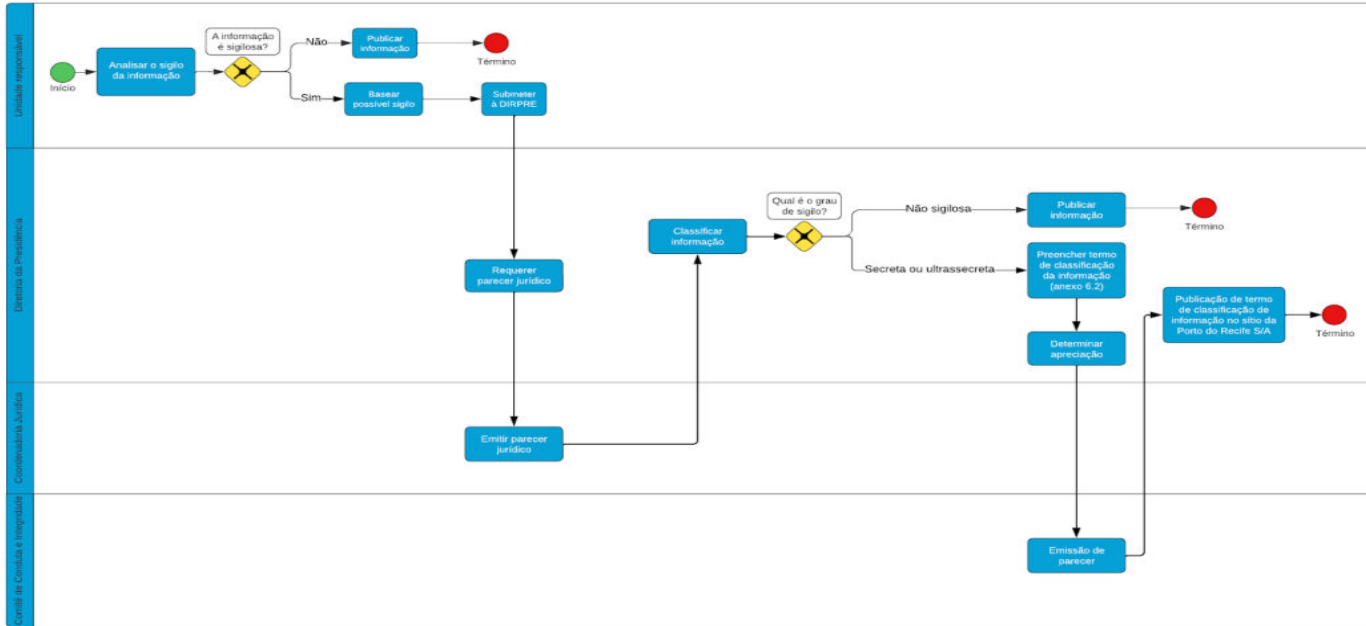 Unidade responsável
Início
Analisar o sigilo
da informação
A informação
é sigilosa?
Não
Publicar
informação
Término
Sim
Basear
possível sigilo
Submeter
à DIRPRE
Diretoria da Presidência
Requerer
parecer jurídico
Classificar
informação
Qual é o grau
de sigilo?
Não sigilosa
Publicar
informação
Término
Secreta ou ultrassecreta
Preencher termo
de classificação
da informação
(anexo 6.2)
Determinar
apreciação
Publicação de termo
de classificação de
informação no sítio da
Porto do Recife S/A
Término
Coordenadoria Jurídica
Emitir parecer
jurídico
Comitê de Conduta e Integridade
Emissão de
parecer